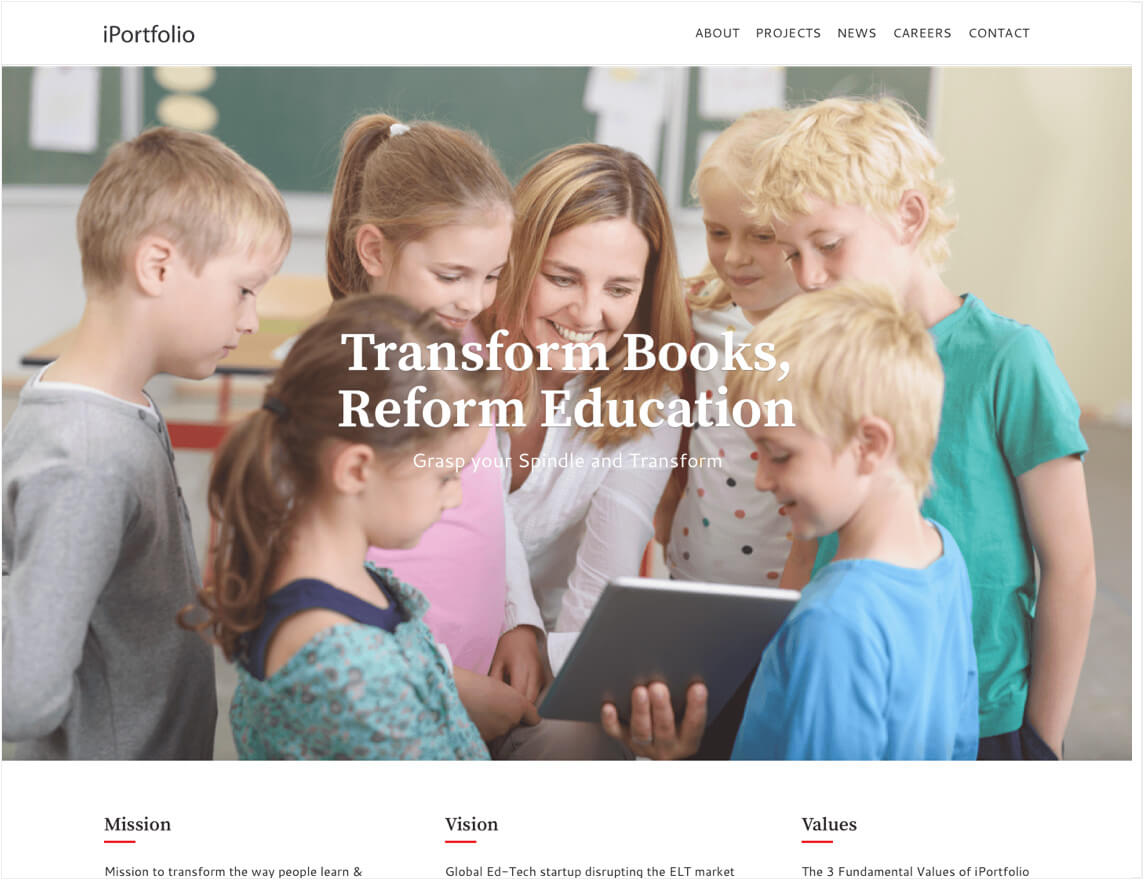 iPortfolio
ABOUT PROJECTS NEWS CAREERS CONTACT
Transform Books,
Reform Education
Grasp your Spindle and Transform
Mission
Vision
Values
Mission to transform the way people learn &
Global Ed-Tech startup disrupting the ELT market
The 3 Fundamental Values of iPortfolio